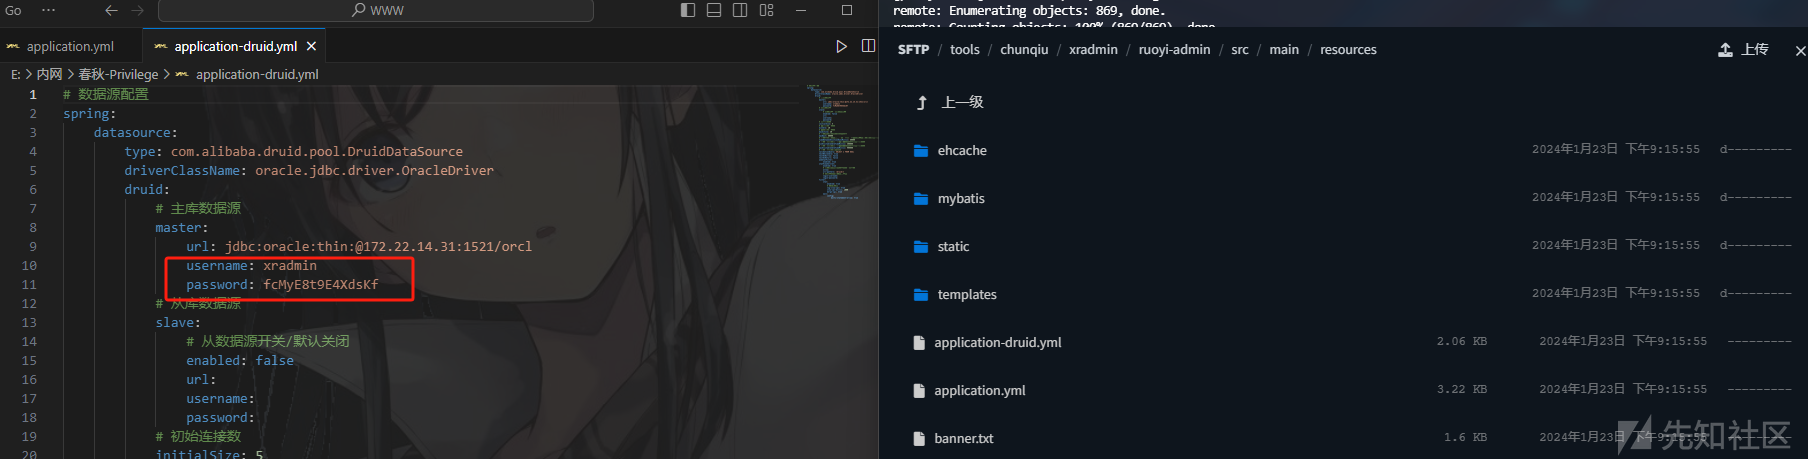 Go ··· WWW
application.yml application-druid.yml
E: > 内网 > 春秋-Privilege > application-druid.yml
1 # 数据源配置
2 spring:
3 datasource:
4 type: com.alibaba.druid.pool.DruidDataSource
5 driverClassName: oracle.jdbc.driver.OracleDriver
6 druid:
7 # 主库数据源
8 master:
9 url: jdbc:oracle:thin:@172.22.14.31:1521/orcl
10 username: xradmin
11 password: fcMyE8t9E4XdsKf
12 # 从库数据源
13 slave:
14 # 从数据源开关/默认关闭
15 enabled: false
16 url:
17 username:
18 password:
19 # 初始连接数
20 initialSize: 5
remote: Enumerating objects: 869, done.
remote: Counting objects: 100% (869/869), done.
SFTP / tools / chunqiu / xradmin / ruoyi-admin / src / main / resources 上传
上一级
ehcache 2024年1月23日 下午9:15:55 d---------
mybatis 2024年1月23日 下午9:15:55 d---------
static 2024年1月23日 下午9:15:55 d---------
templates 2024年1月23日 下午9:15:55 d---------
application-druid.yml 2.06 KB 2024年1月23日 下午9:15:55 ---------
application.yml 3.22 KB 2024年1月23日 下午9:15:55 ---------
banner.txt 1.6 KB 2024年1月23日 下午9:15:55 ---------
先知社区